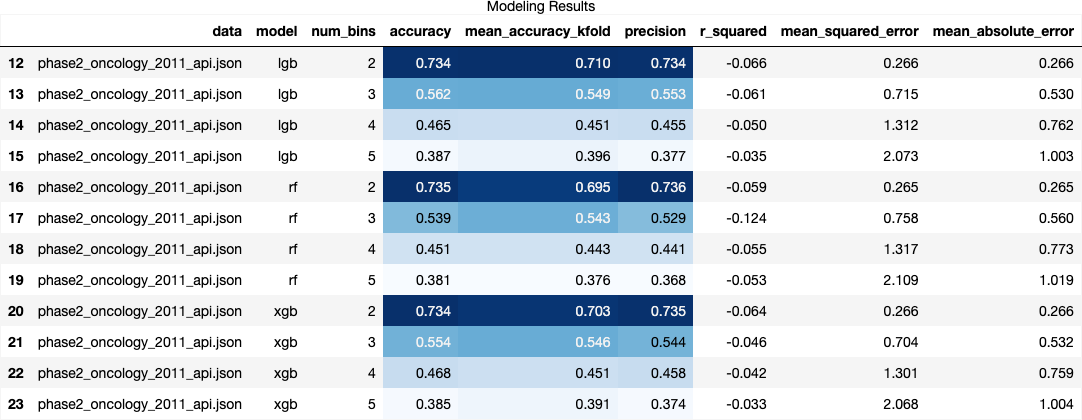 Modeling Results
data model num_bins accuracy mean_accuracy_kfold precision r_squared mean_squared_error mean_absolute_error
12 phase2_oncology_2011_api.json lgb 2 0.734 0.710 0.734 -0.066 0.266 0.266
13 phase2_oncology_2011_api.json lgb 3 0.562 0.549 0.553 -0.061 0.715 0.530
14 phase2_oncology_2011_api.json lgb 4 0.465 0.451 0.455 -0.050 1.312 0.762
15 phase2_oncology_2011_api.json lgb 5 0.387 0.396 0.377 -0.035 2.073 1.003
16 phase2_oncology_2011_api.json rf 2 0.735 0.695 0.736 -0.059 0.265 0.265
17 phase2_oncology_2011_api.json rf 3 0.539 0.543 0.529 -0.124 0.758 0.560
18 phase2_oncology_2011_api.json rf 4 0.451 0.443 0.441 -0.055 1.317 0.773
19 phase2_oncology_2011_api.json rf 5 0.381 0.376 0.368 -0.053 2.109 1.019
20 phase2_oncology_2011_api.json xgb 2 0.734 0.703 0.735 -0.064 0.266 0.266
21 phase2_oncology_2011_api.json xgb 3 0.554 0.546 0.544 -0.046 0.704 0.532
22 phase2_oncology_2011_api.json xgb 4 0.468 0.451 0.458 -0.042 1.301 0.759
23 phase2_oncology_2011_api.json xgb 5 0.385 0.391 0.374 -0.033 2.068 1.004